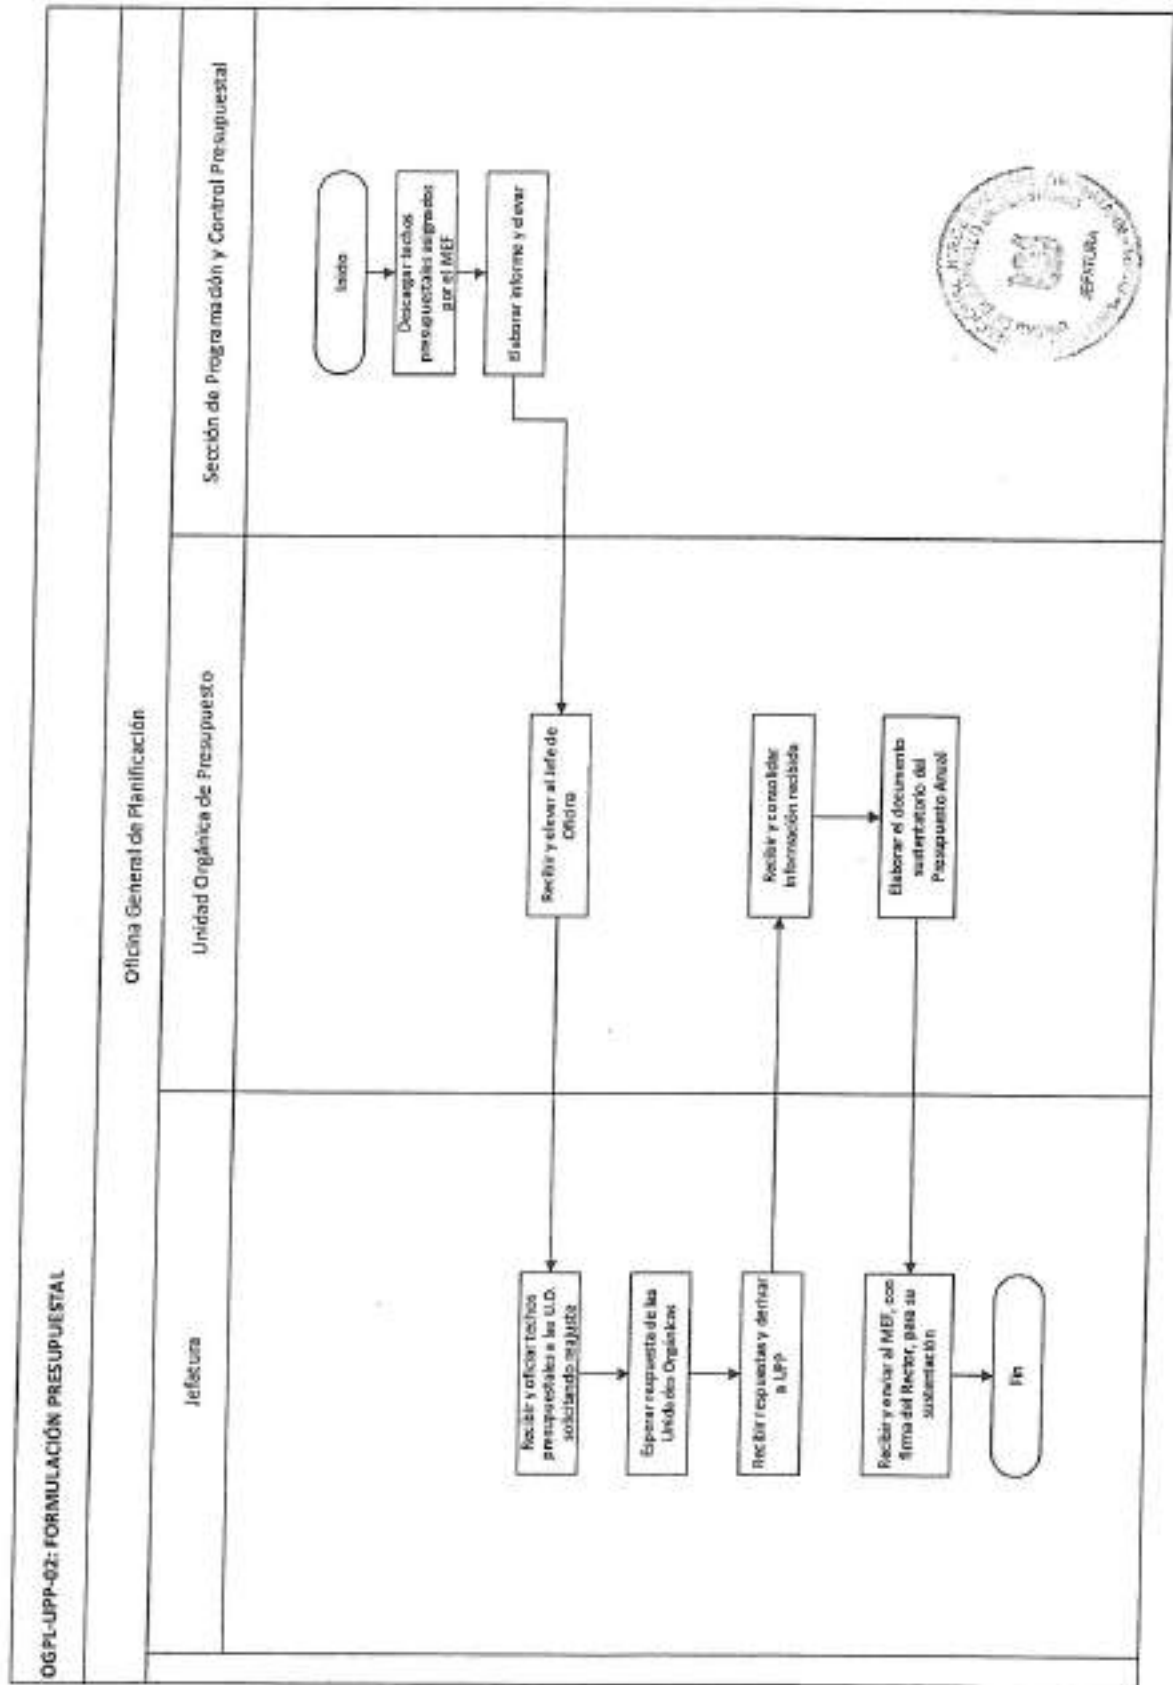 OGPL-UPP-02: FORMULACIÓN PRESUPUESTAL
Oficina General de Planificación
Jefatura
Unidad Orgánica de Presupuesto
Sección de Programación y Control Presupuestal
Inicio
Descargar techos
presupuestales asignados
por el MEF
Elaborar informe y elevar
Recibir y elevar al Jefe de
Oficina
Recibir y oficiar techos
presupuestales a las U.O.
solicitando reajuste
Esperar respuesta de las
Unidades Orgánicas
Recibir respuestas y derivar
a UPP
Recibir y consolidar
Información recibida
Elaborar el documento
sustentatorio del
Presupuesto Anual
Recibir y enviar al MEF, con
firma del Rector, para su
sustentación
Fin
JEFATURA